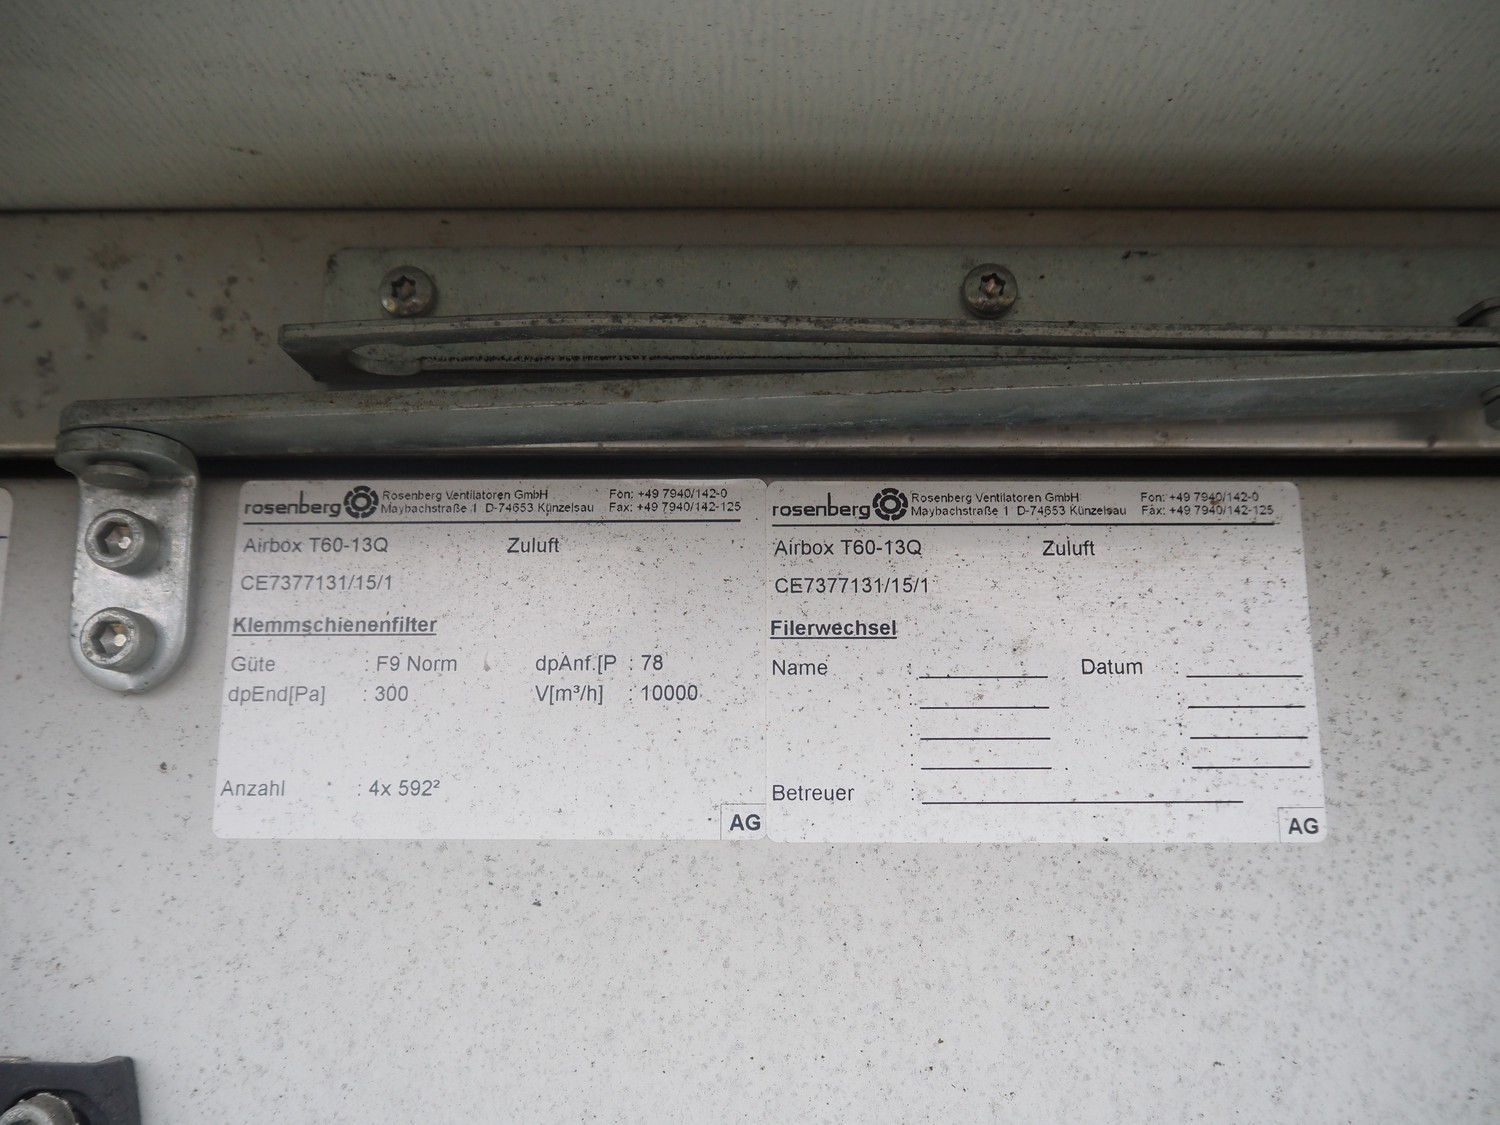 rosenberg Rosenberg Ventilatoren GmbH Fon: +49 7940/142-0
Maybachstraße 1 D-74653 Künzelsau Fax: +49 7940/142-125
Airbox T60-13Q Zuluft
CE7377131/15/1
Klemmschienenfilter
Güte : F9 Norm dpAnf.[P : 78
dpEnd[Pa] : 300 V[m³/h] : 10000
Anzahl : 4x 592²
AG
rosenberg Rosenberg Ventilatoren GmbH Fon: +49 7940/142-0
Maybachstraße 1 D-74653 Künzelsau Fax: +49 7940/142-125
Airbox T60-13Q Zuluft
CE7377131/15/1
Filerwechsel
Name : Datum :
Betreuer :
AG